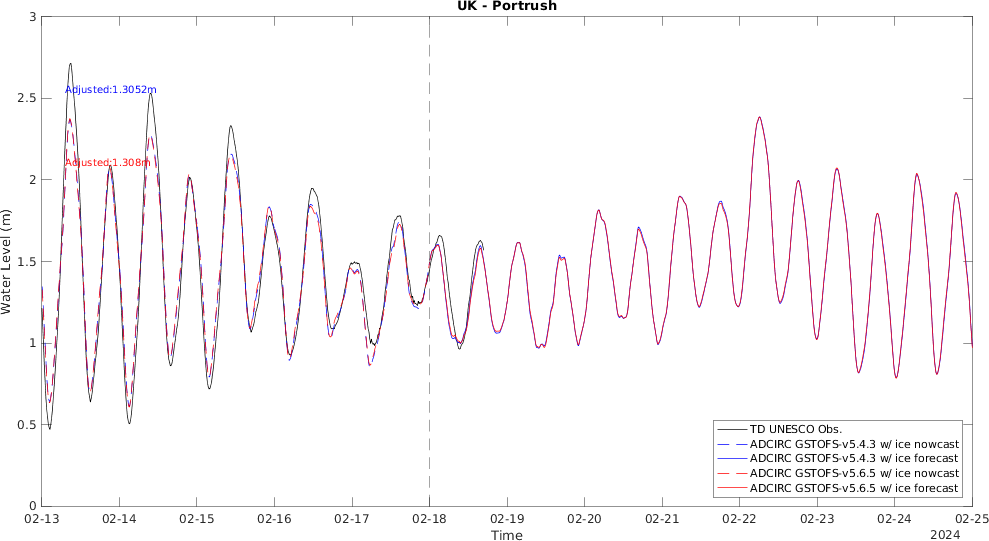 UK - Portrush
3
2.5
2
1.5
1
0.5
0
Water Level (m)
Adjusted:1.3052m
Adjusted:1.308m
TD UNESCO Obs.
ADCIRC GSTOFS-v5.4.3 w/ ice nowcast
ADCIRC GSTOFS-v5.4.3 w/ ice forecast
ADCIRC GSTOFS-v5.6.5 w/ ice nowcast
ADCIRC GSTOFS-v5.6.5 w/ ice forecast
02-13 02-14 02-15 02-16 02-17 02-18 02-19 02-20 02-21 02-22 02-23 02-24 02-25
Time
2024